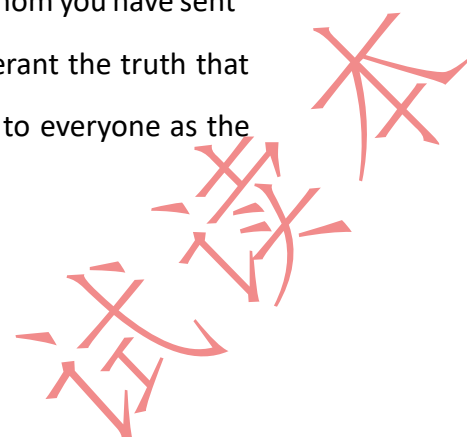 hom you have sent
erant the truth that
to everyone as the
试读本